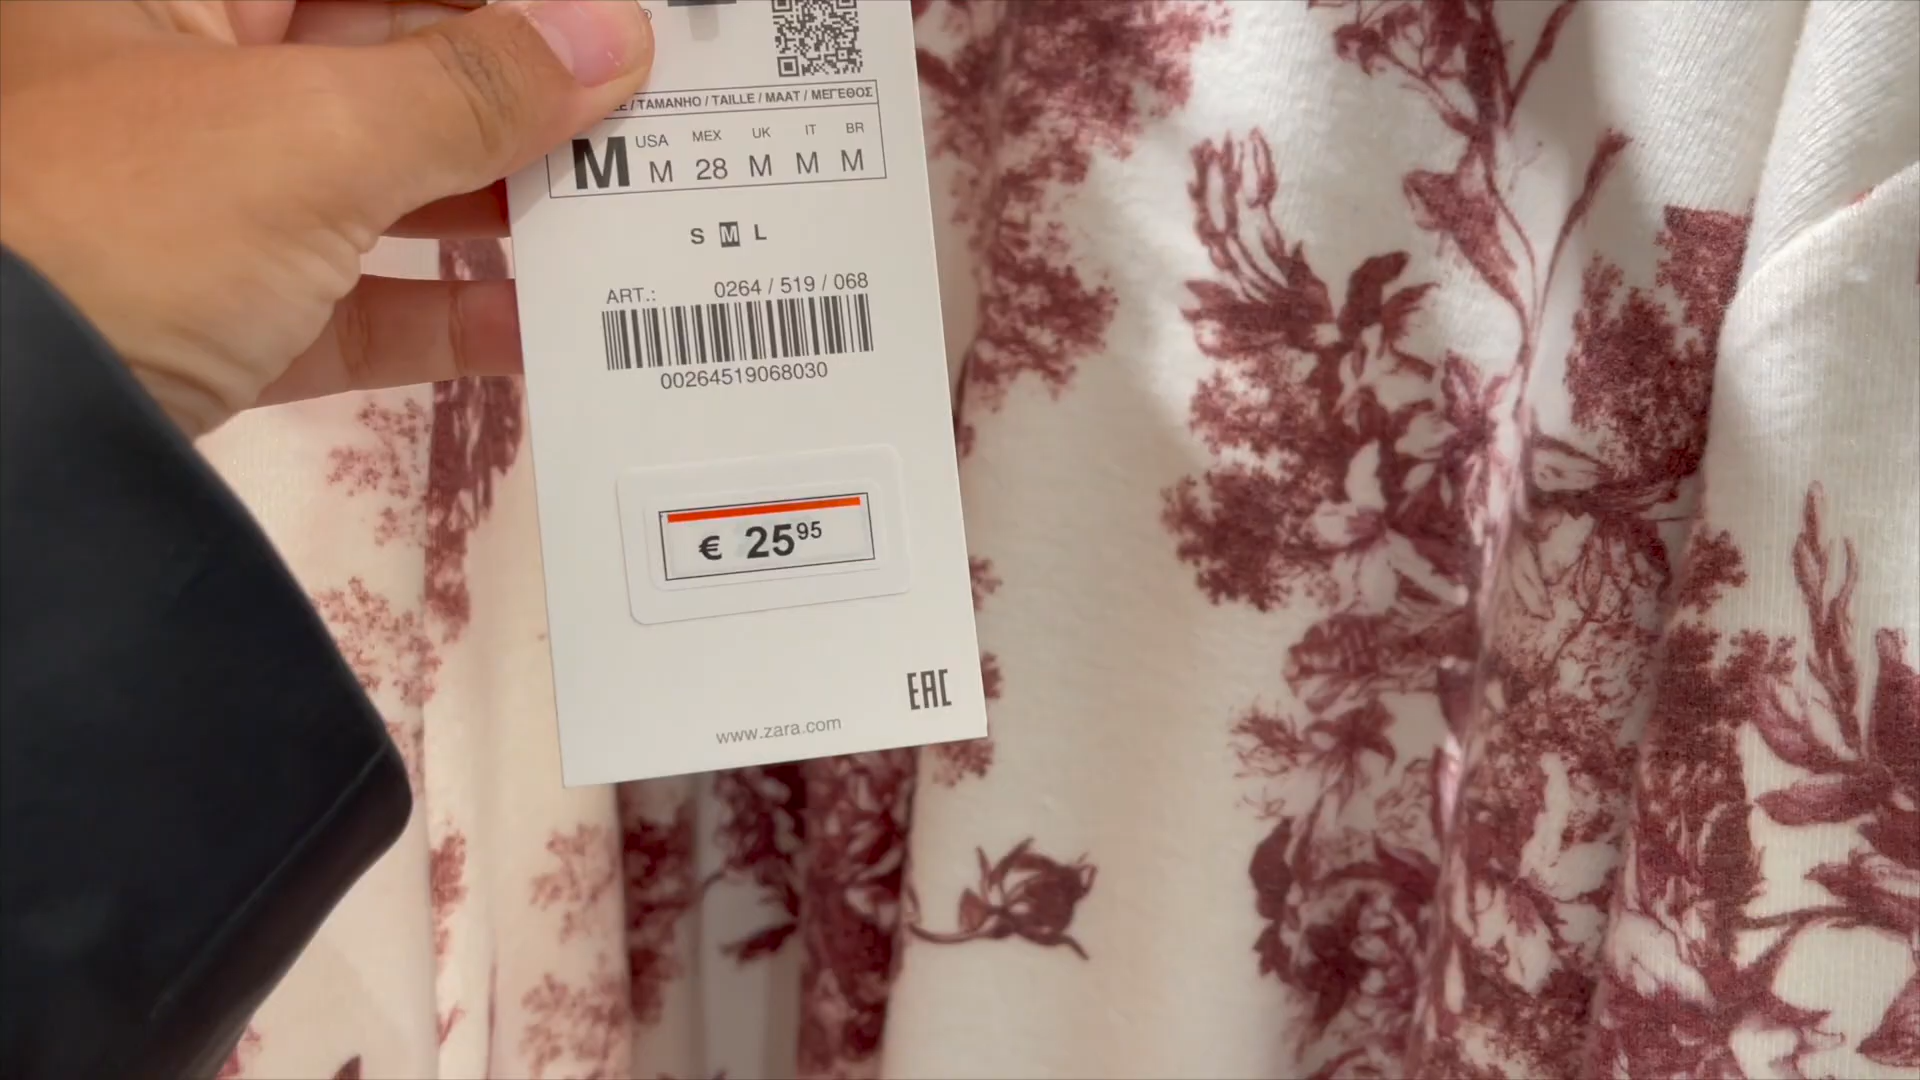 / TAMANHO / TAILLE / MAAT / ΜΕΓΕΘΟΣ
USA MEX UK IT BR
M M 28 M M M
S M L
ART.: 0264 / 519 / 068
00264519068030
€ 25 95
EAC
www.zara.com